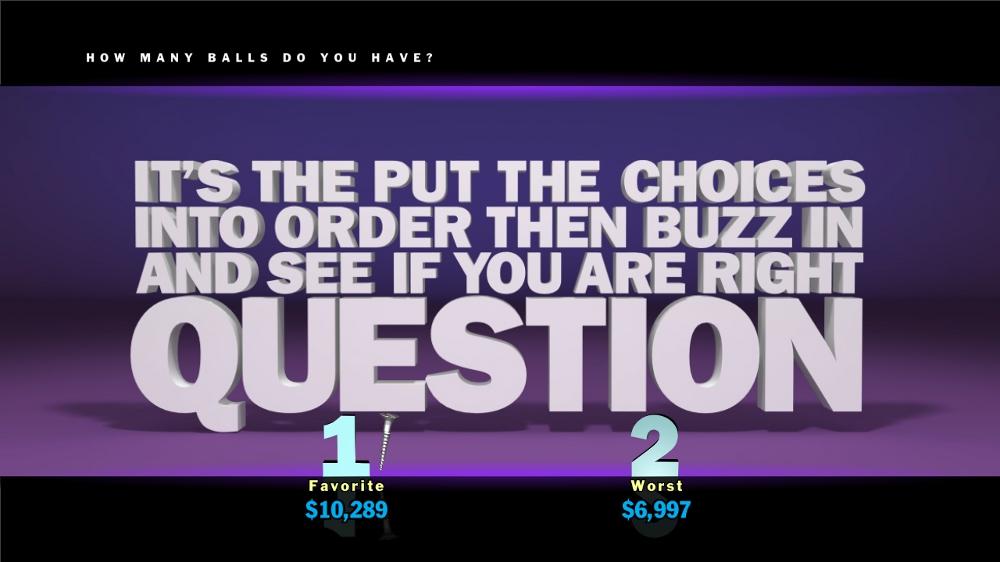 HOW MANY BALLS DO YOU HAVE?
IT'S THE PUT THE CHOICES
INTO ORDER THEN BUZZ IN
AND SEE IF YOU ARE RIGHT
QUESTION
1 2
Favorite Worst
$10,289 $6,997